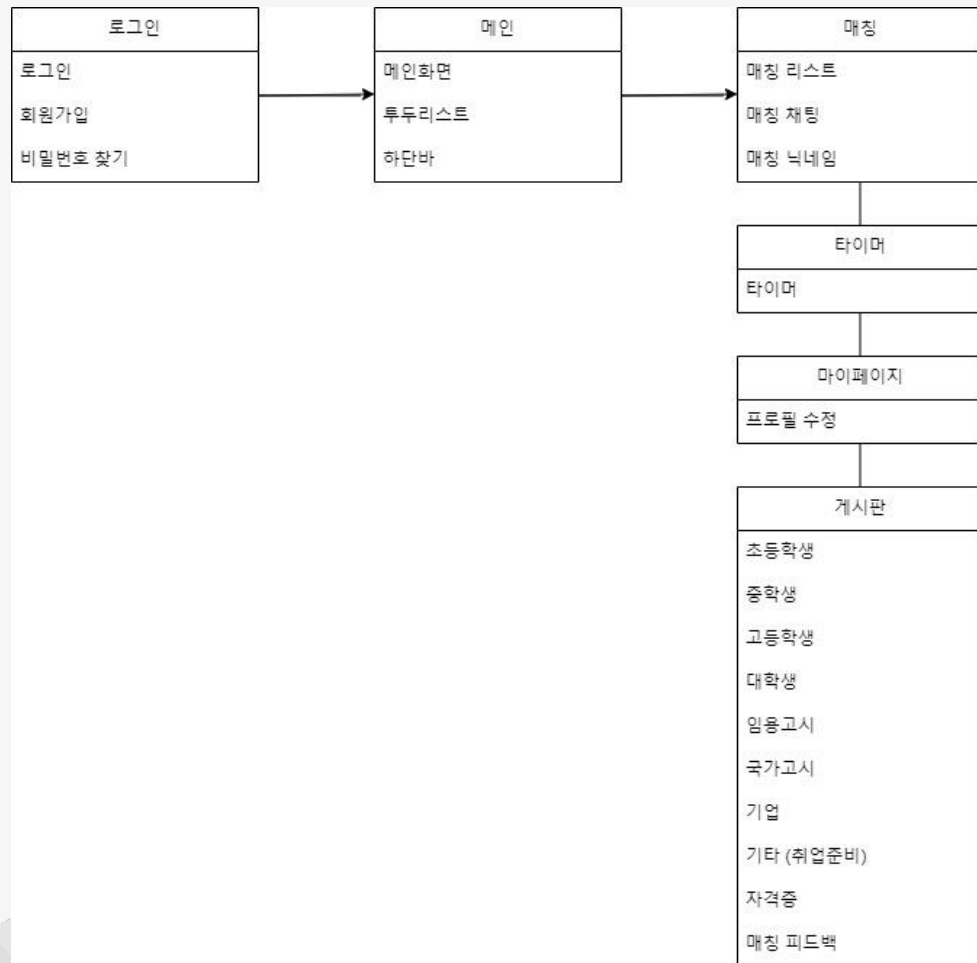 로그인
로그인
회원가입
비밀번호 찾기
메인
메인화면
투두리스트
하단바
매칭
매칭 리스트
매칭 채팅
매칭 닉네임
타이머
타이머
마이페이지
프로필 수정
게시판
초등학생
중학생
고등학생
대학생
임용고시
국가고시
기업
기타 (취업준비)
자격증
매칭 피드백